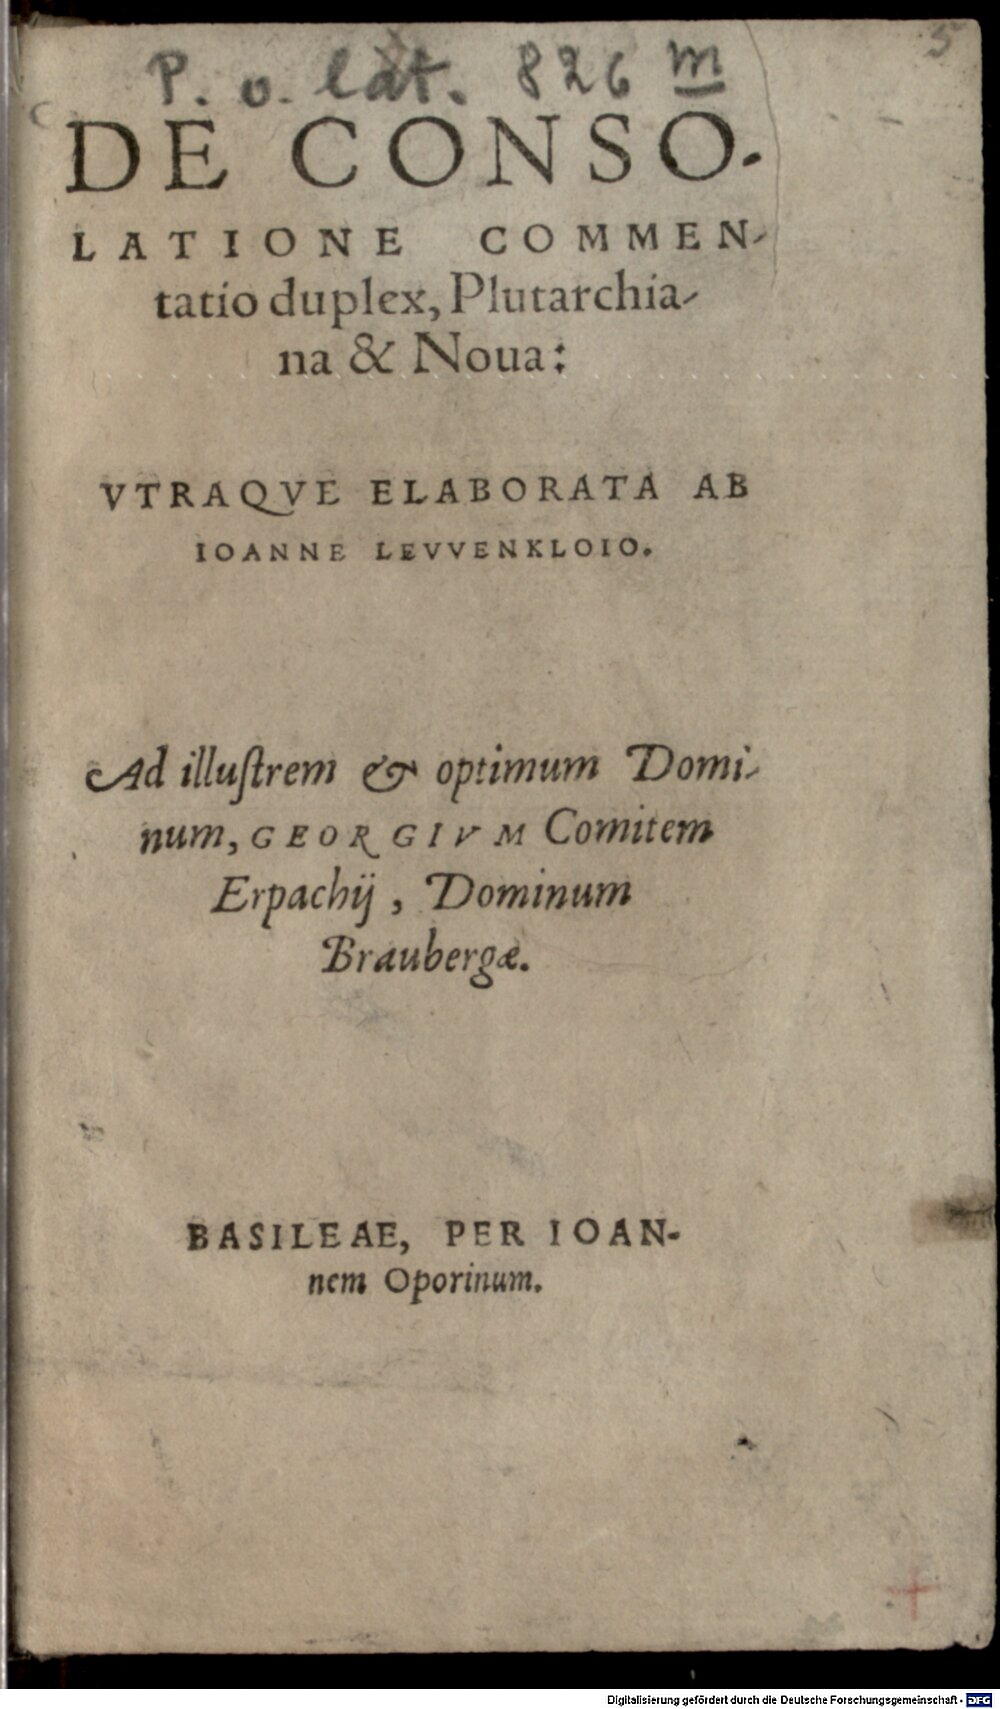 5
P. o. lat. 826 m
DE CONSO-
LATIONE COMMEN-
tatio duplex, Plutarchia-
na & Noua:
VTRAQVE ELABORATA AB
IOANNE LEVVENKLOIO.
Ad illuſtrem & optimum Domi-
num, GEORGIVM Comitem
Erpachij, Dominum
Braubergæ.
BASILEAE, PER IOAN-
nem Oporinum.
Digitalisierung gefördert durch die Deutsche Forschungsgemeinschaft - DFG